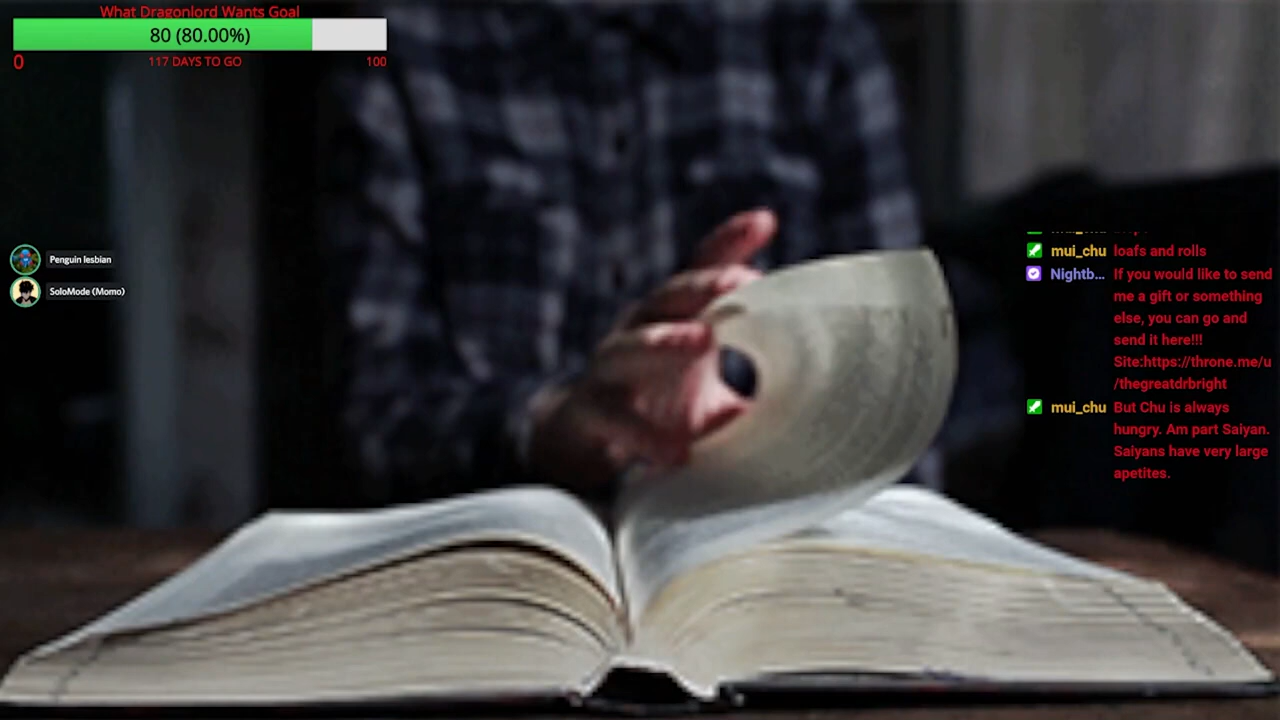 What Dragonlord Wants Goal
80 (80.00%)
0 117 DAYS TO GO 100
Penguin lesbian
SoloMode (Momo)
mui_chu loafs and rolls
Nightb... If you would like to send
me a gift or something
else, you can go and
send it here!!!
Site:https://throne.me/u
/thegreatdrbright
mui_chu But Chu is always
hungry. Am part Saiyan.
Saiyans have very large
apetites.